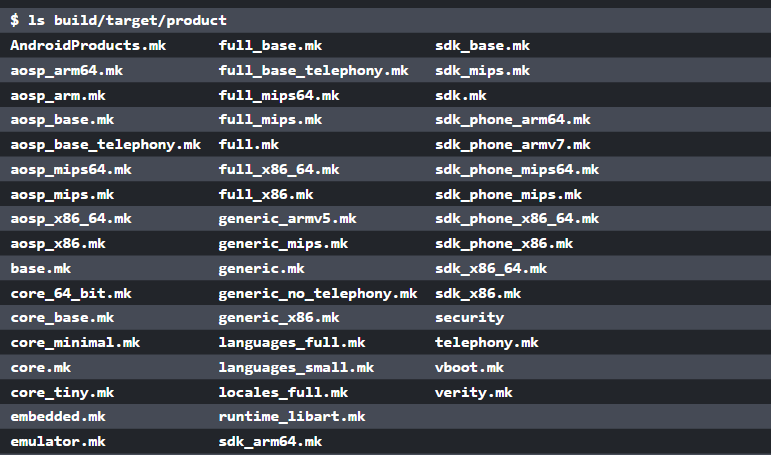 $ ls build/target/product
AndroidProducts.mk full_base.mk sdk_base.mk
aosp_arm64.mk full_base_telephony.mk sdk_mips.mk
aosp_arm.mk full_mips64.mk sdk.mk
aosp_base.mk full_mips.mk sdk_phone_arm64.mk
aosp_base_telephony.mk full.mk sdk_phone_armv7.mk
aosp_mips64.mk full_x86_64.mk sdk_phone_mips64.mk
aosp_mips.mk full_x86.mk sdk_phone_mips.mk
aosp_x86_64.mk generic_armv5.mk sdk_phone_x86_64.mk
aosp_x86.mk generic_mips.mk sdk_phone_x86.mk
base.mk generic.mk sdk_x86_64.mk
core_64_bit.mk generic_no_telephony.mk sdk_x86.mk
core_base.mk generic_x86.mk security
core_minimal.mk languages_full.mk telephony.mk
core.mk languages_small.mk vboot.mk
core_tiny.mk locales_full.mk verity.mk
embedded.mk runtime_libart.mk
emulator.mk sdk_arm64.mk